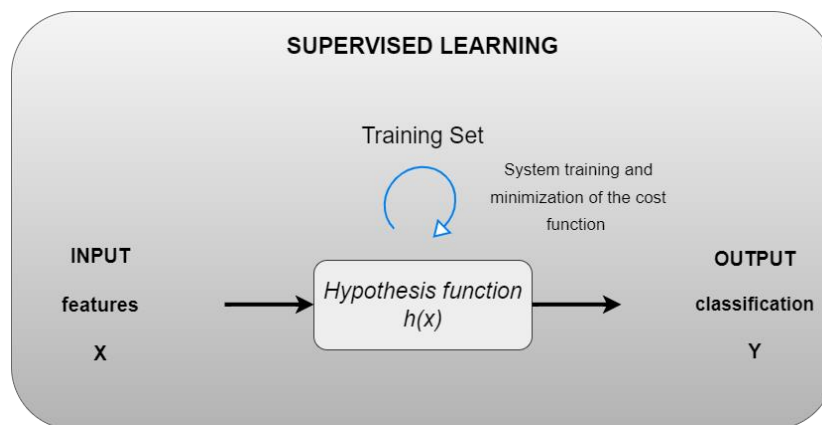 SUPERVISED LEARNING
Training Set
System training and
minimization of the cost
function
INPUT
features
X
Hypothesis function
h(x)
OUTPUT
classification
Y